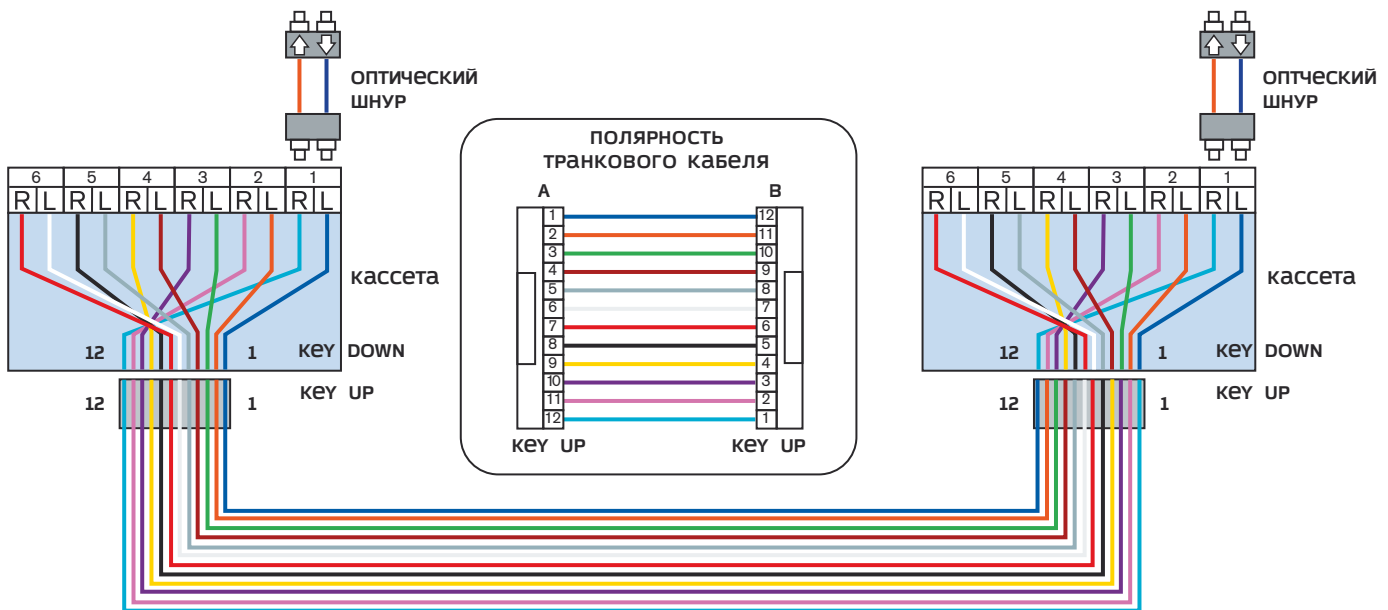 ОПТИЧЕСКИЙ
ШНУР
ОПТЧЕСКИЙ
ШНУР
ПОЛЯРНОСТЬ
ТРАНКОВОГО КАБЕЛЯ
6 5 4 3 2 1
R L R L R L R L R L R L
6 5 4 3 2 1
R L R L R L R L R L R L
A B
1 12
2 11
3 10
4 9
5 8
6 7
7 6
8 5
9 4
10 3
11 2
12 1
KEY UP KEY UP
КАССЕТА
КАССЕТА
12 1 KEY DOWN
12 1 KEY UP
12 1 KEY DOWN
12 1 KEY UP